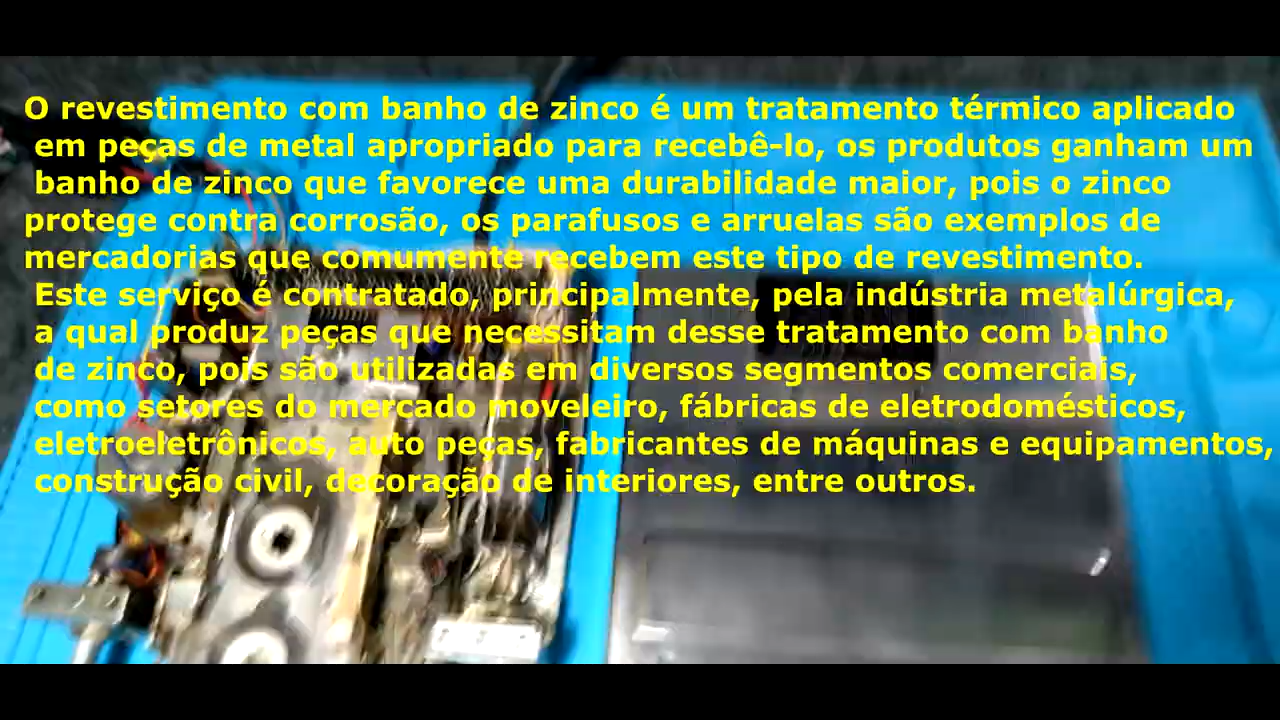 O revestimento com banho de zinco é um tratamento térmico aplicado
em peças de metal apropriado para recebê-lo, os produtos ganham um
banho de zinco que favorece uma durabilidade maior, pois o zinco
protege contra corrosão, os parafusos e arruelas são exemplos de
mercadorias que comumente recebem este tipo de revestimento.
Este serviço é contratado, principalmente, pela indústria metalúrgica,
a qual produz peças que necessitam desse tratamento com banho
de zinco, pois são utilizadas em diversos segmentos comerciais,
como setores do mercado moveleiro, fábricas de eletrodomésticos,
eletroeletrônicos, auto peças, fabricantes de máquinas e equipamentos,
construção civil, decoração de interiores, entre outros.